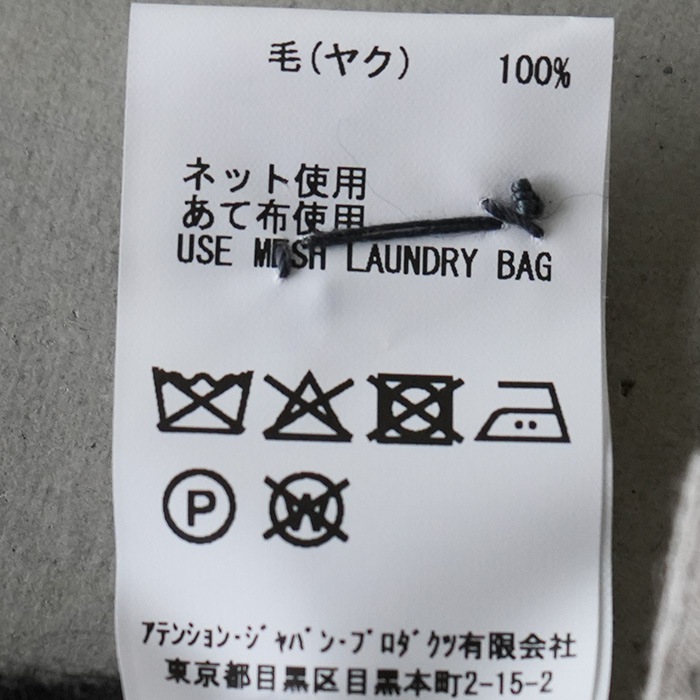 毛(ヤク) 100%
ネット使用
あて布使用
USE MESH LAUNDRY BAG
P W
アテンション・ジャパン・プロダクツ有限会社
東京都目黒区目黒本町2-15-2